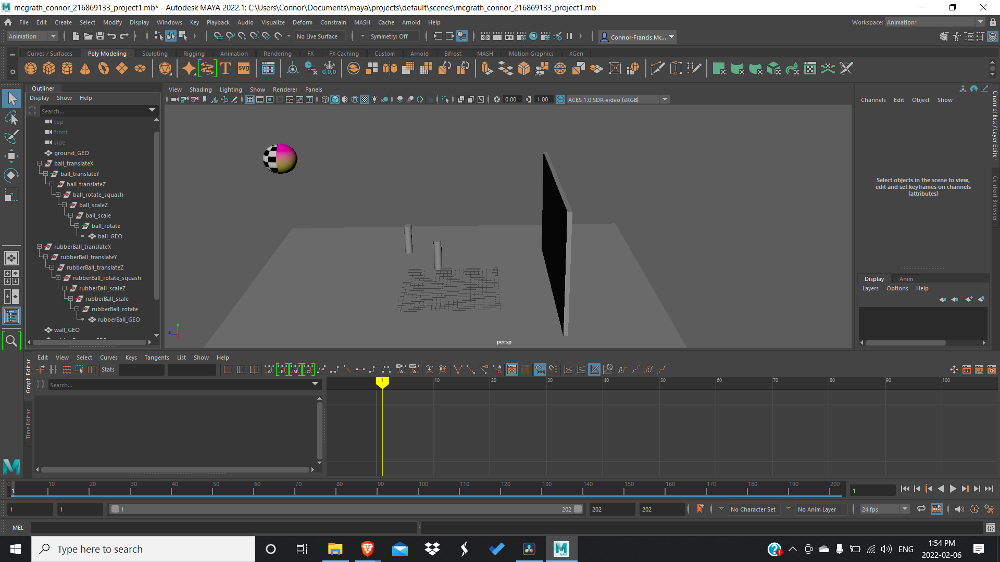 mcgrath_connor_216869133_project1.mb* - Autodesk MAYA 2022.1: C:\Users\Connor\Documents\maya\projects\default\scenes\mcgrath_connor_216869133_project1.mb
File Edit Create Select Modify Display Windows Key Playback Audio Visualize Deform Constrain MASH Cache Arnold Help
Workspace: Animation*
Animation No Live Surface Symmetry: Off IPR Connor-Francis Mc...
Curves / Surfaces Poly Modeling Sculpting Rigging Animation Rendering FX FX Caching Custom Arnold Bifrost MASH Motion Graphics XGen
T svg 0,0,0
Outliner
Display Show Help
Search...
top
front
side
ground_GEO
ball_translateX
ball_translateY
ball_translateZ
ball_rotate_squash
ball_scaleZ
ball_scale
ball_rotate
ball_GEO
rubberBall_translateX
rubberBall_translateY
rubberBall_translateZ
rubberBall_rotate_squash
rubberBall_scaleZ
rubberBall_scale
rubberBall_rotate
rubberBall_GEO
wall_GEO
View Shading Lighting Show Renderer Panels
0.00 1.00 ON ACES 1.0 SDR-video (sRGB)
y
z
persp
Channels Edit Object Show
Select objects in the scene to view,
edit and set keyframes on channels
(attributes)
Channel Box / Layer Editor
Content Browser
Display Anim
Layers Options Help
Graph Editor
Time Editor
Edit View Select Curves Keys Tangents List Show Help
Stats
Search...
1 10 20 30 40 50 60 70 80 90 100
0 10 20 30 40 50 60 70 80 90 100 110 120 130 140 150 160 170 180 190 200
1
1
1 1 1 202 202 202 No Character Set No Anim Layer 24 fps
MEL
MAYA
Type here to search
ENG
1:54 PM
2022-02-06